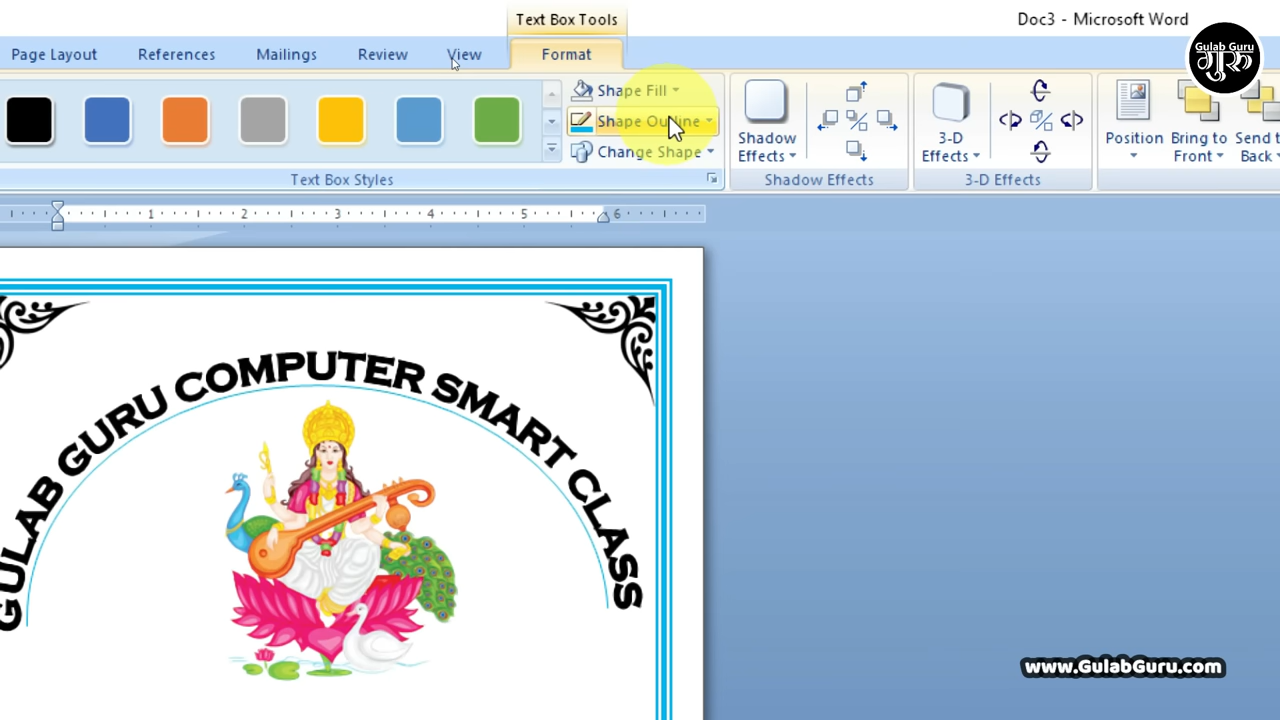 Text Box Tools
Doc3 - Microsoft Word
Gulab Guru
गुरु
Page Layout References Mailings Review View Format
Shape Fill
Shape Outline
Change Shape
Shadow Effects
3-D Effects
Position
Bring to Front
Send to Back
Text Box Styles
Shadow Effects
3-D Effects
1 2 3 4 5 6
GULAB GURU COMPUTER SMART CLASS
www.GulabGuru.com